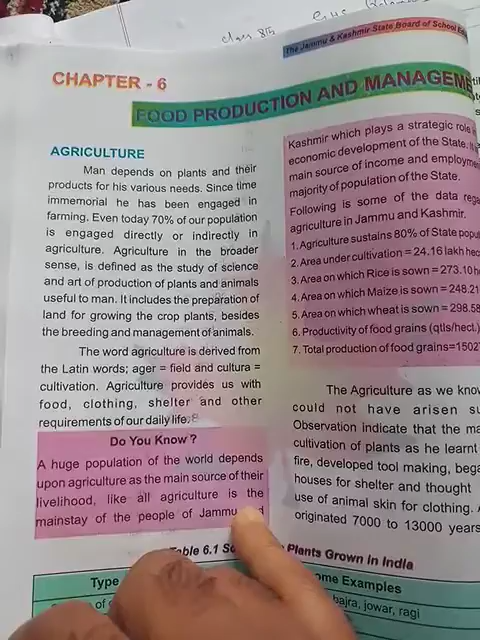 class 8th
The Jammu & Kashmir State Board of School
CHAPTER - 6
FOOD PRODUCTION AND MANAGEME
AGRICULTURE
Man depends on plants and their
products for his various needs. Since time
immemorial he has been engaged in
farming. Even today 70% of our population
is engaged directly or indirectly in
agriculture. Agriculture in the broader
sense, is defined as the study of science
and art of production of plants and animals
useful to man. It includes the preparation of
land for growing the crop plants, besides
the breeding and management of animals.
The word agriculture is derived from
the Latin words; ager = field and cultura =
cultivation. Agriculture provides us with
food, clothing, shelter and other
requirements of our daily life.
Do You Know ?
A huge population of the world depends
upon agriculture as the main source of their
livelihood, like all agriculture is the
mainstay of the people of Jammu
Kashmir which plays a strategic role
economic development of the State.
main source of income and employm
majority of population of the State.
Following is some of the data rega
agriculture in Jammu and Kashmir.
1. Agriculture sustains 80% of State popu
2. Area under cultivation = 24.16 lakh hec
3. Area on which Rice is sown = 273.10 h
4. Area on which Maize is sown = 248.21
5. Area on which wheat is sown = 298.58
6. Productivity of food grains (qtls/hect.)
7. Total production of food grains=1502
The Agriculture as we know
could not have arisen su
Observation indicate that the ma
cultivation of plants as he learnt
fire, developed tool making, bega
houses for shelter and thought
use of animal skin for clothing.
originated 7000 to 13000 years
Table 6.1 So Plants Grown in India
Type ome Examples
of bajra, jowar, ragi